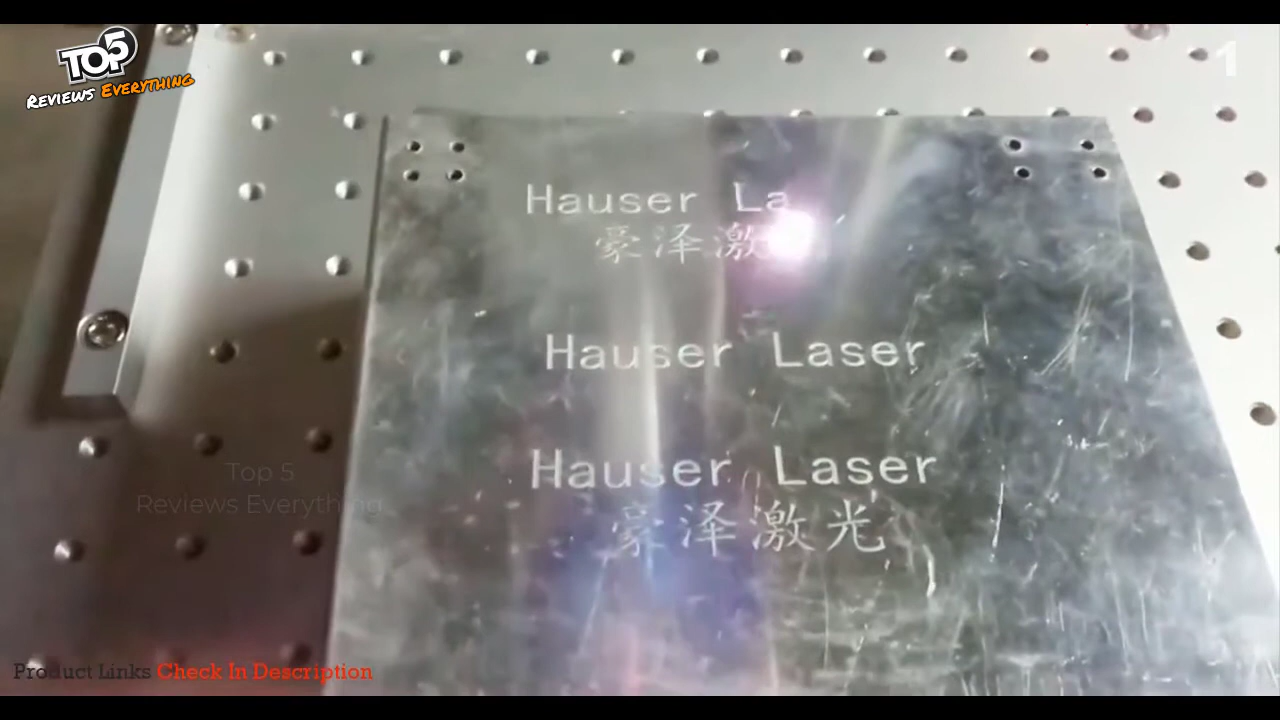 TOP5
Reviews Everything
1
Hauser La
豪泽激
Hauser Laser
Hauser Laser
豪泽激光
Top 5
Reviews Everything
Product Links Check In Description